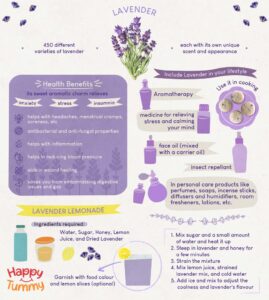 LAVENDER
450 different
varieties of lavender
each with its own unique
scent and appearance
Health Benefits
its sweet aromatic charm relieves
anxiety stress insomnia
helps with headaches, menstrual cramps,
soreness, etc.
antibacterial and anti-fungal properties
helps with inflammation
helps in reducing blood pressure
aids in wound healing
saves you from embarrassing digestive
issues and gas
Include Lavender in your lifestyle
Use it in cooking
Aromatherapy
medicine for relieving
stress and calming
your mind
face oil (mixed
with a carrier oil)
insect repellant
In personal care products like
perfumes, soaps, incense sticks,
diffusers and humidifiers, room
fresheners, lotions, etc.
LAVENDER LEMONADE
Ingredients required:
Water, Sugar, Honey, Lemon
Juice, and Dried Lavender
Happy
Tummy
Garnish with food colour
and lemon slices (optional)
1. Mix sugar and a small amount
of water and heat it up
2. Steep in lavender and honey for
a few minutes
3. Strain the mixture
4. Mix lemon juice, strained
lavender mix, and cold water
5. Add ice and mix to adjust the
coolness and lavender flavour